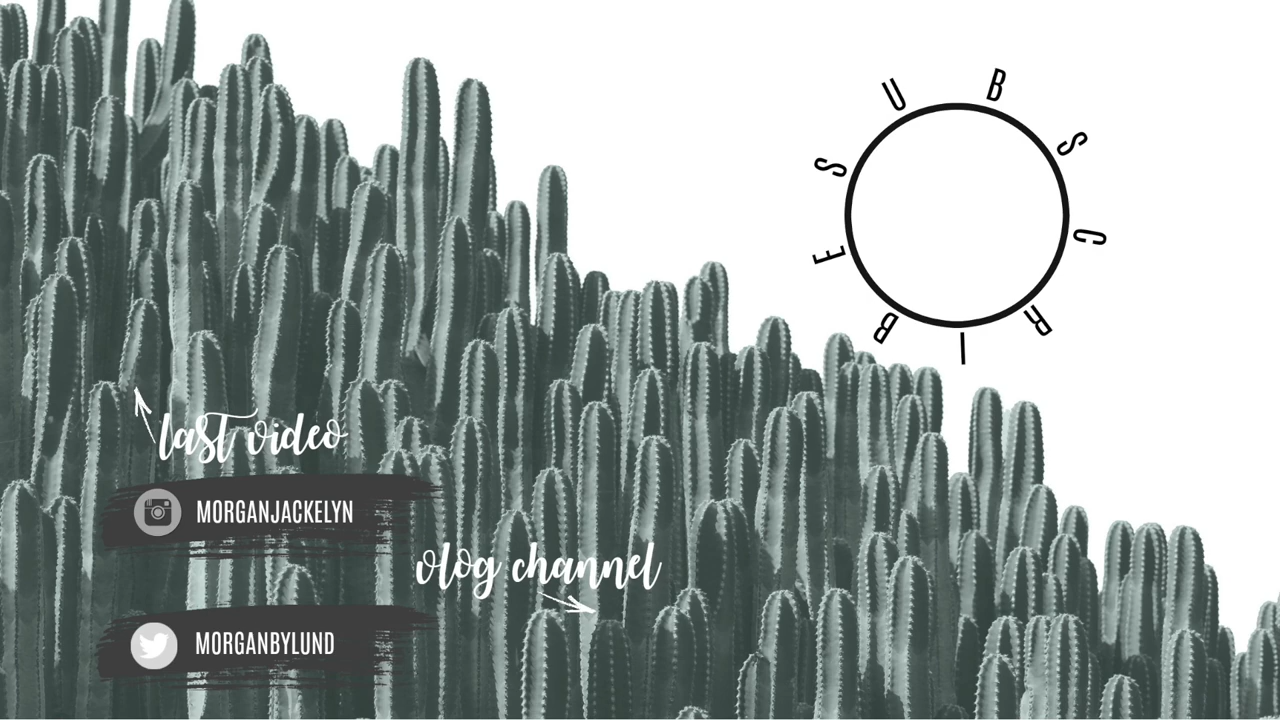 SUBSCRIBE
last video
MORGANJACKELYN
vlog channel
MORGANBYLUND